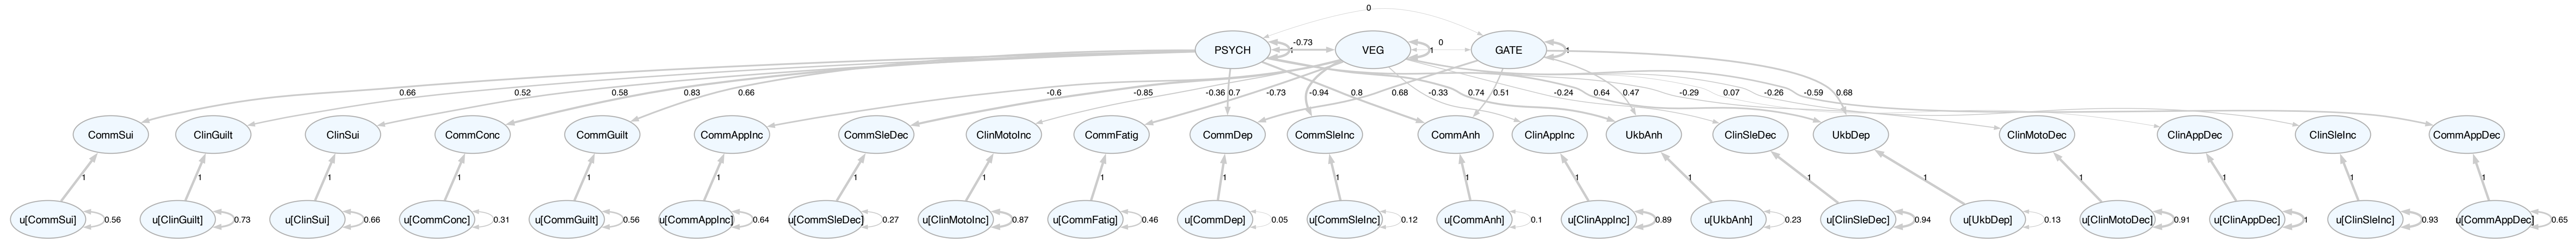 0
PSYCH -0.73 VEG 0 GATE
1 1 1
0.66 0.52 0.58 0.83 0.66 -0.6 -0.85 -0.36 0.7 -0.73 -0.94 0.8 0.68 -0.33 0.74 0.51 -0.24 0.64 0.47 -0.29 0.07 -0.26 -0.59 0.68
CommSui ClinGuilt ClinSui CommConc CommGuilt CommAppInc CommSleDec ClinMotoInc CommFatig CommDep CommSleInc CommAnh ClinAppInc UkbAnh ClinSleDec UkbDep ClinMotoDec ClinAppDec ClinSleInc CommAppDec
1 1 1 1 1 1 1 1 1 1 1 1 1 1 1 1 1 1 1 1
u[CommSui] 0.56 u[ClinGuilt] 0.73 u[ClinSui] 0.66 u[CommConc] 0.31 u[CommGuilt] 0.56 u[CommAppInc] 0.64 u[CommSleDec] 0.27 u[ClinMotoInc] 0.87 u[CommFatig] 0.46 u[CommDep] 0.05 u[CommSleInc] 0.12 u[CommAnh] 0.1 u[ClinAppInc] 0.89 u[UkbAnh] 0.23 u[ClinSleDec] 0.94 u[UkbDep] 0.13 u[ClinMotoDec] 0.91 u[ClinAppDec] 1 u[ClinSleInc] 0.93 u[CommAppDec] 0.65